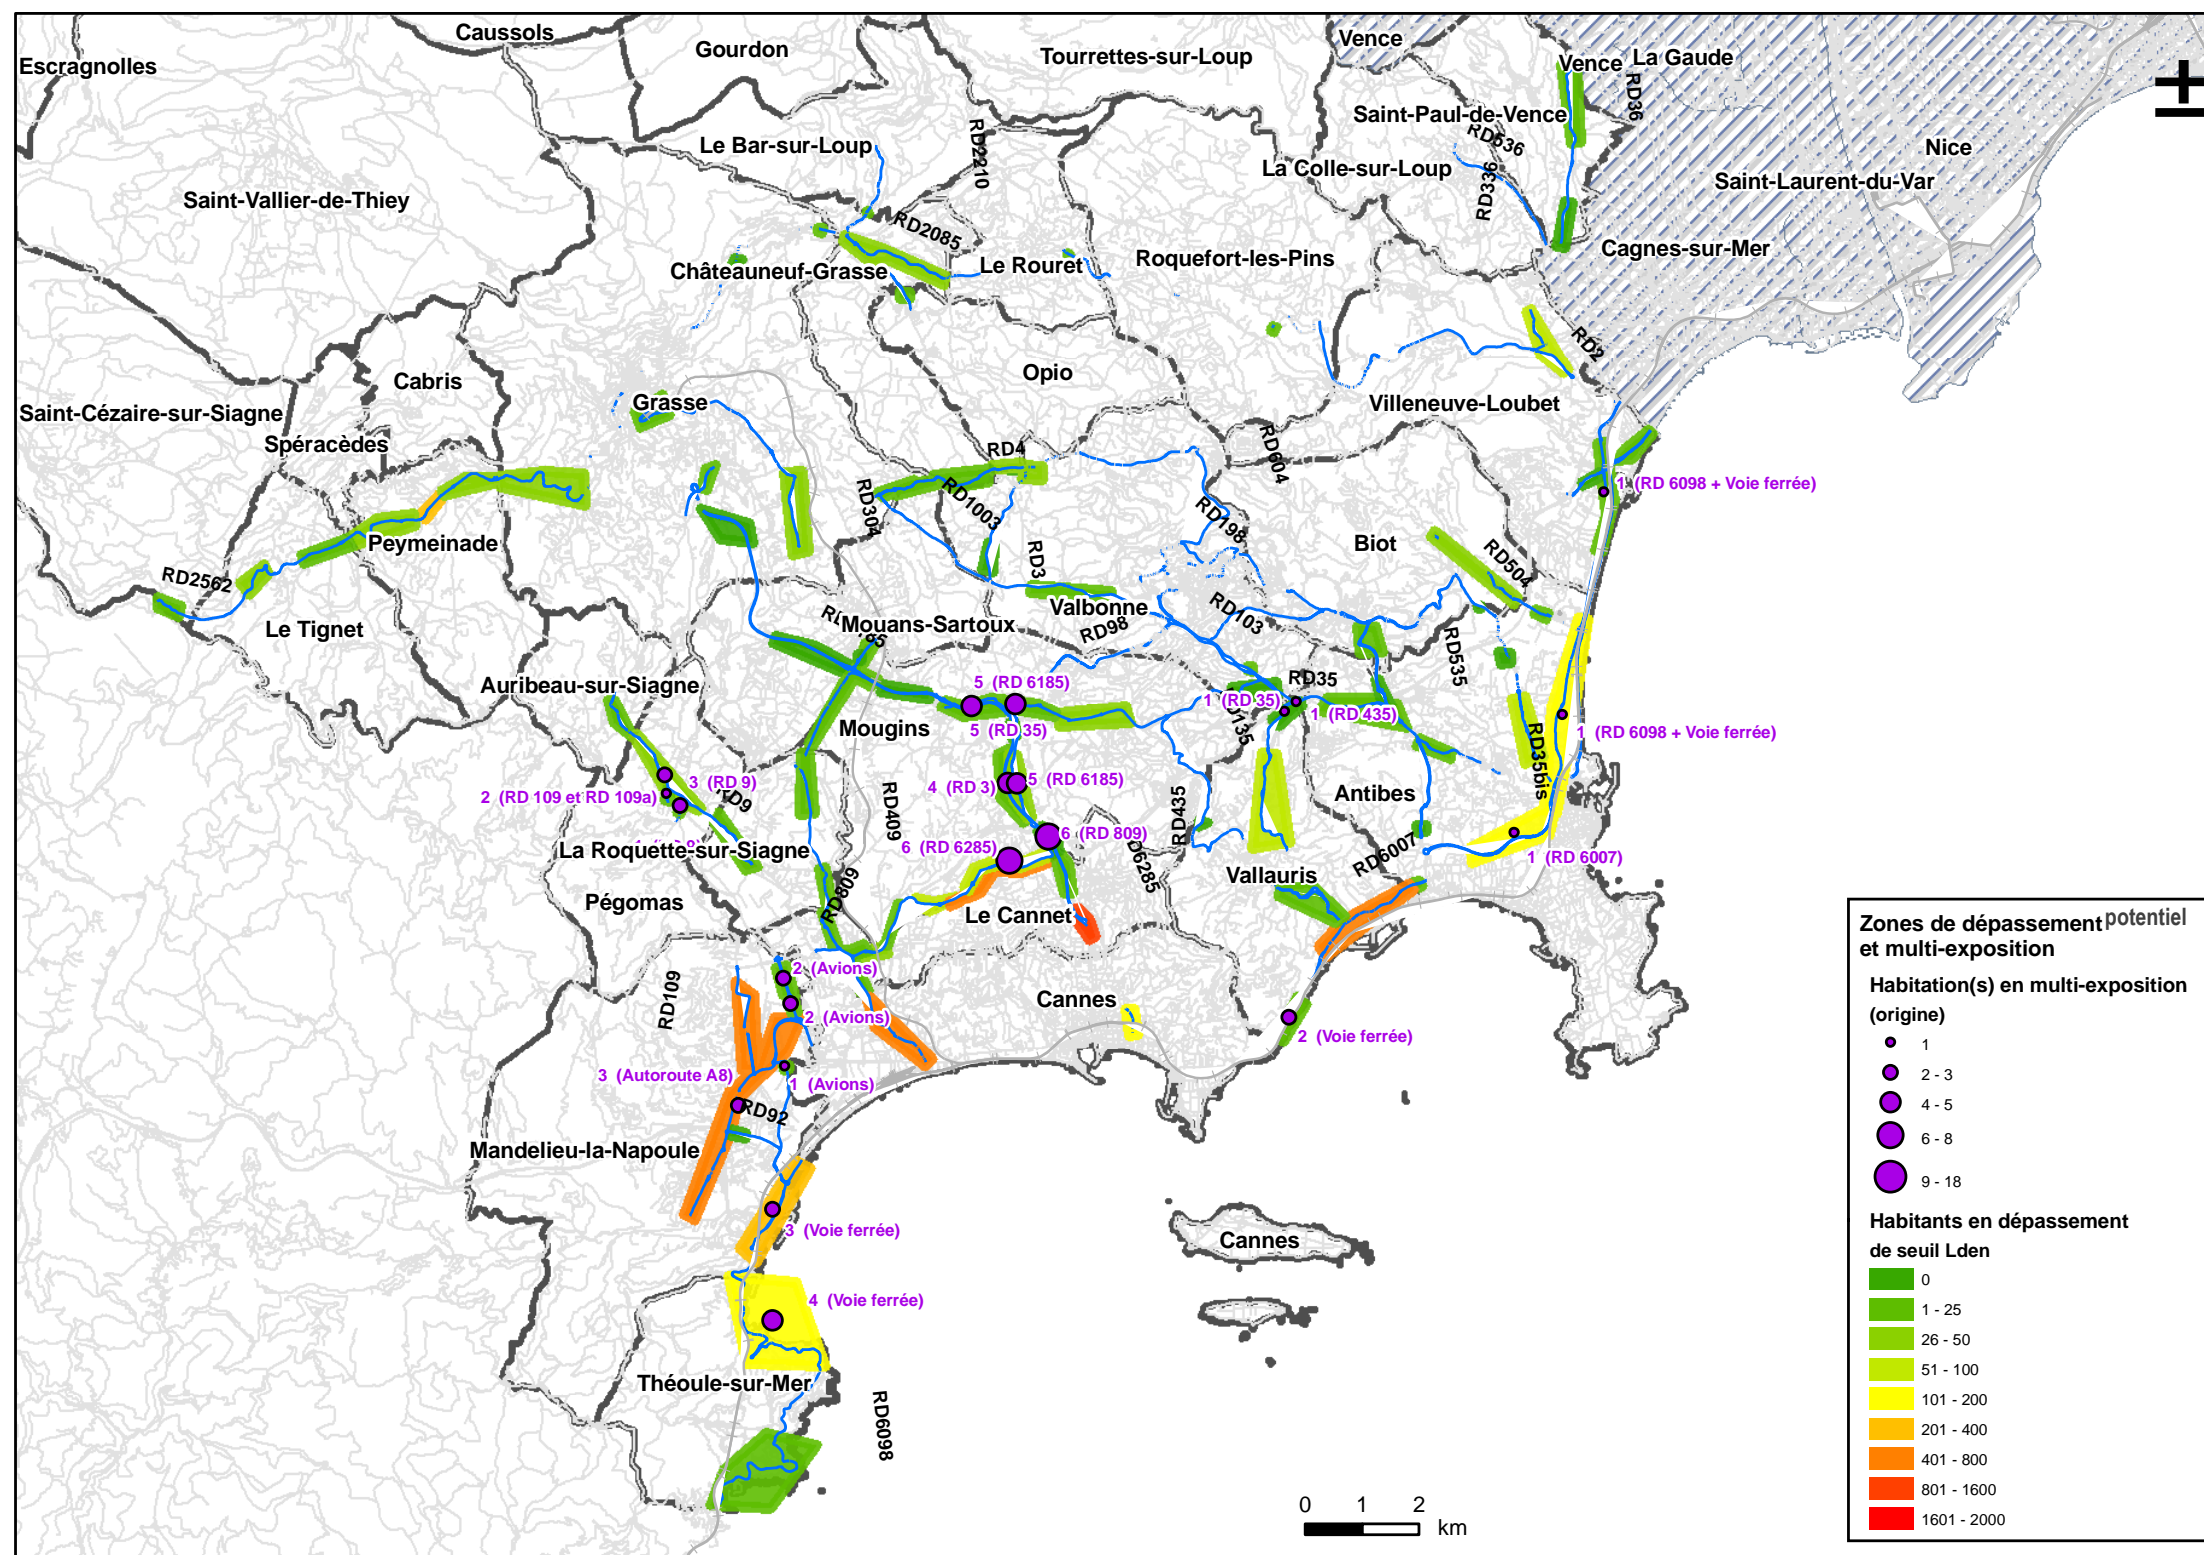 Caussols
Gourdon
Tourrettes-sur-Loup
Vence
Vence
La Gaude
Escragnolles
RD36
Saint-Paul-de-Vence
RD536
Nice
Le Bar-sur-Loup
RD2210
La Colle-sur-Loup
RD336
Saint-Laurent-du-Var
Saint-Vallier-de-Thiey
RD2085
Cagnes-sur-Mer
Châteauneuf-Grasse
Le Rouret
Roquefort-les-Pins
RD2
Cabris
Opio
Grasse
Villeneuve-Loubet
Saint-Cézaire-sur-Siagne
Spéracèdes
RD4
RD604
RD304
RD1003
RD198
1 (RD 6098 + Voie ferrée)
Peymeinade
Biot
RD3
RD504
RD2562
Le Tignet
Valbonne
RD103
Mouans-Sartoux
RD98
RD535
Auribeau-sur-Siagne
5 (RD 6185)
RD35
1 (RD 35)
1 (RD 435)
Mougins
5 (RD 35)
RD35bis
1 (RD 6098 + Voie ferrée)
3 (RD 9)
2 (RD 109 et RD 109a)
RD9
4 (RD 3)
5 (RD 6185)
Antibes
RD409
RD435
6 (RD 809)
6 (RD 6285)
La Roquette-sur-Siagne
RD6007
1 (RD 6007)
Vallauris
Pégomas
RD809
Le Cannet
2 (Avions)
RD109
Cannes
2 (Avions)
2 (Voie ferrée)
3 (Autoroute A8)
1 (Avions)
RD92
Mandelieu-la-Napoule
3 (Voie ferrée)
Cannes
4 (Voie ferrée)
Théoule-sur-Mer
RD6098
0 1 2
km
Zones de dépassement potentiel
et multi-exposition
Habitation(s) en multi-exposition
(origine)
1
2 - 3
4 - 5
6 - 8
9 - 18
Habitants en dépassement
de seuil Lden
0
1 - 25
26 - 50
51 - 100
101 - 200
201 - 400
401 - 800
801 - 1600
1601 - 2000